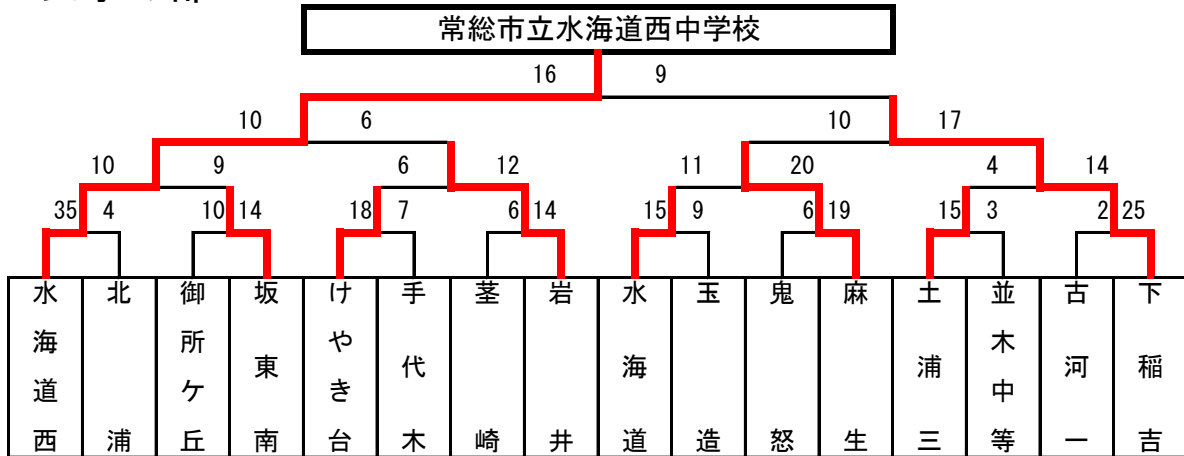 常総市立水海道西中学校
16 9
10 6 10 17
10 9 6 12 11 20 4 14
35 4 10 14 18 7 6 14 15 9 6 19 15 3 2 25
水海道西 北浦 御所ケ丘 坂東南 けやき台 手代木 茎崎 岩井 水海道 玉造 鬼怒 麻生 土浦三 並木中等 古河一 下稲吉